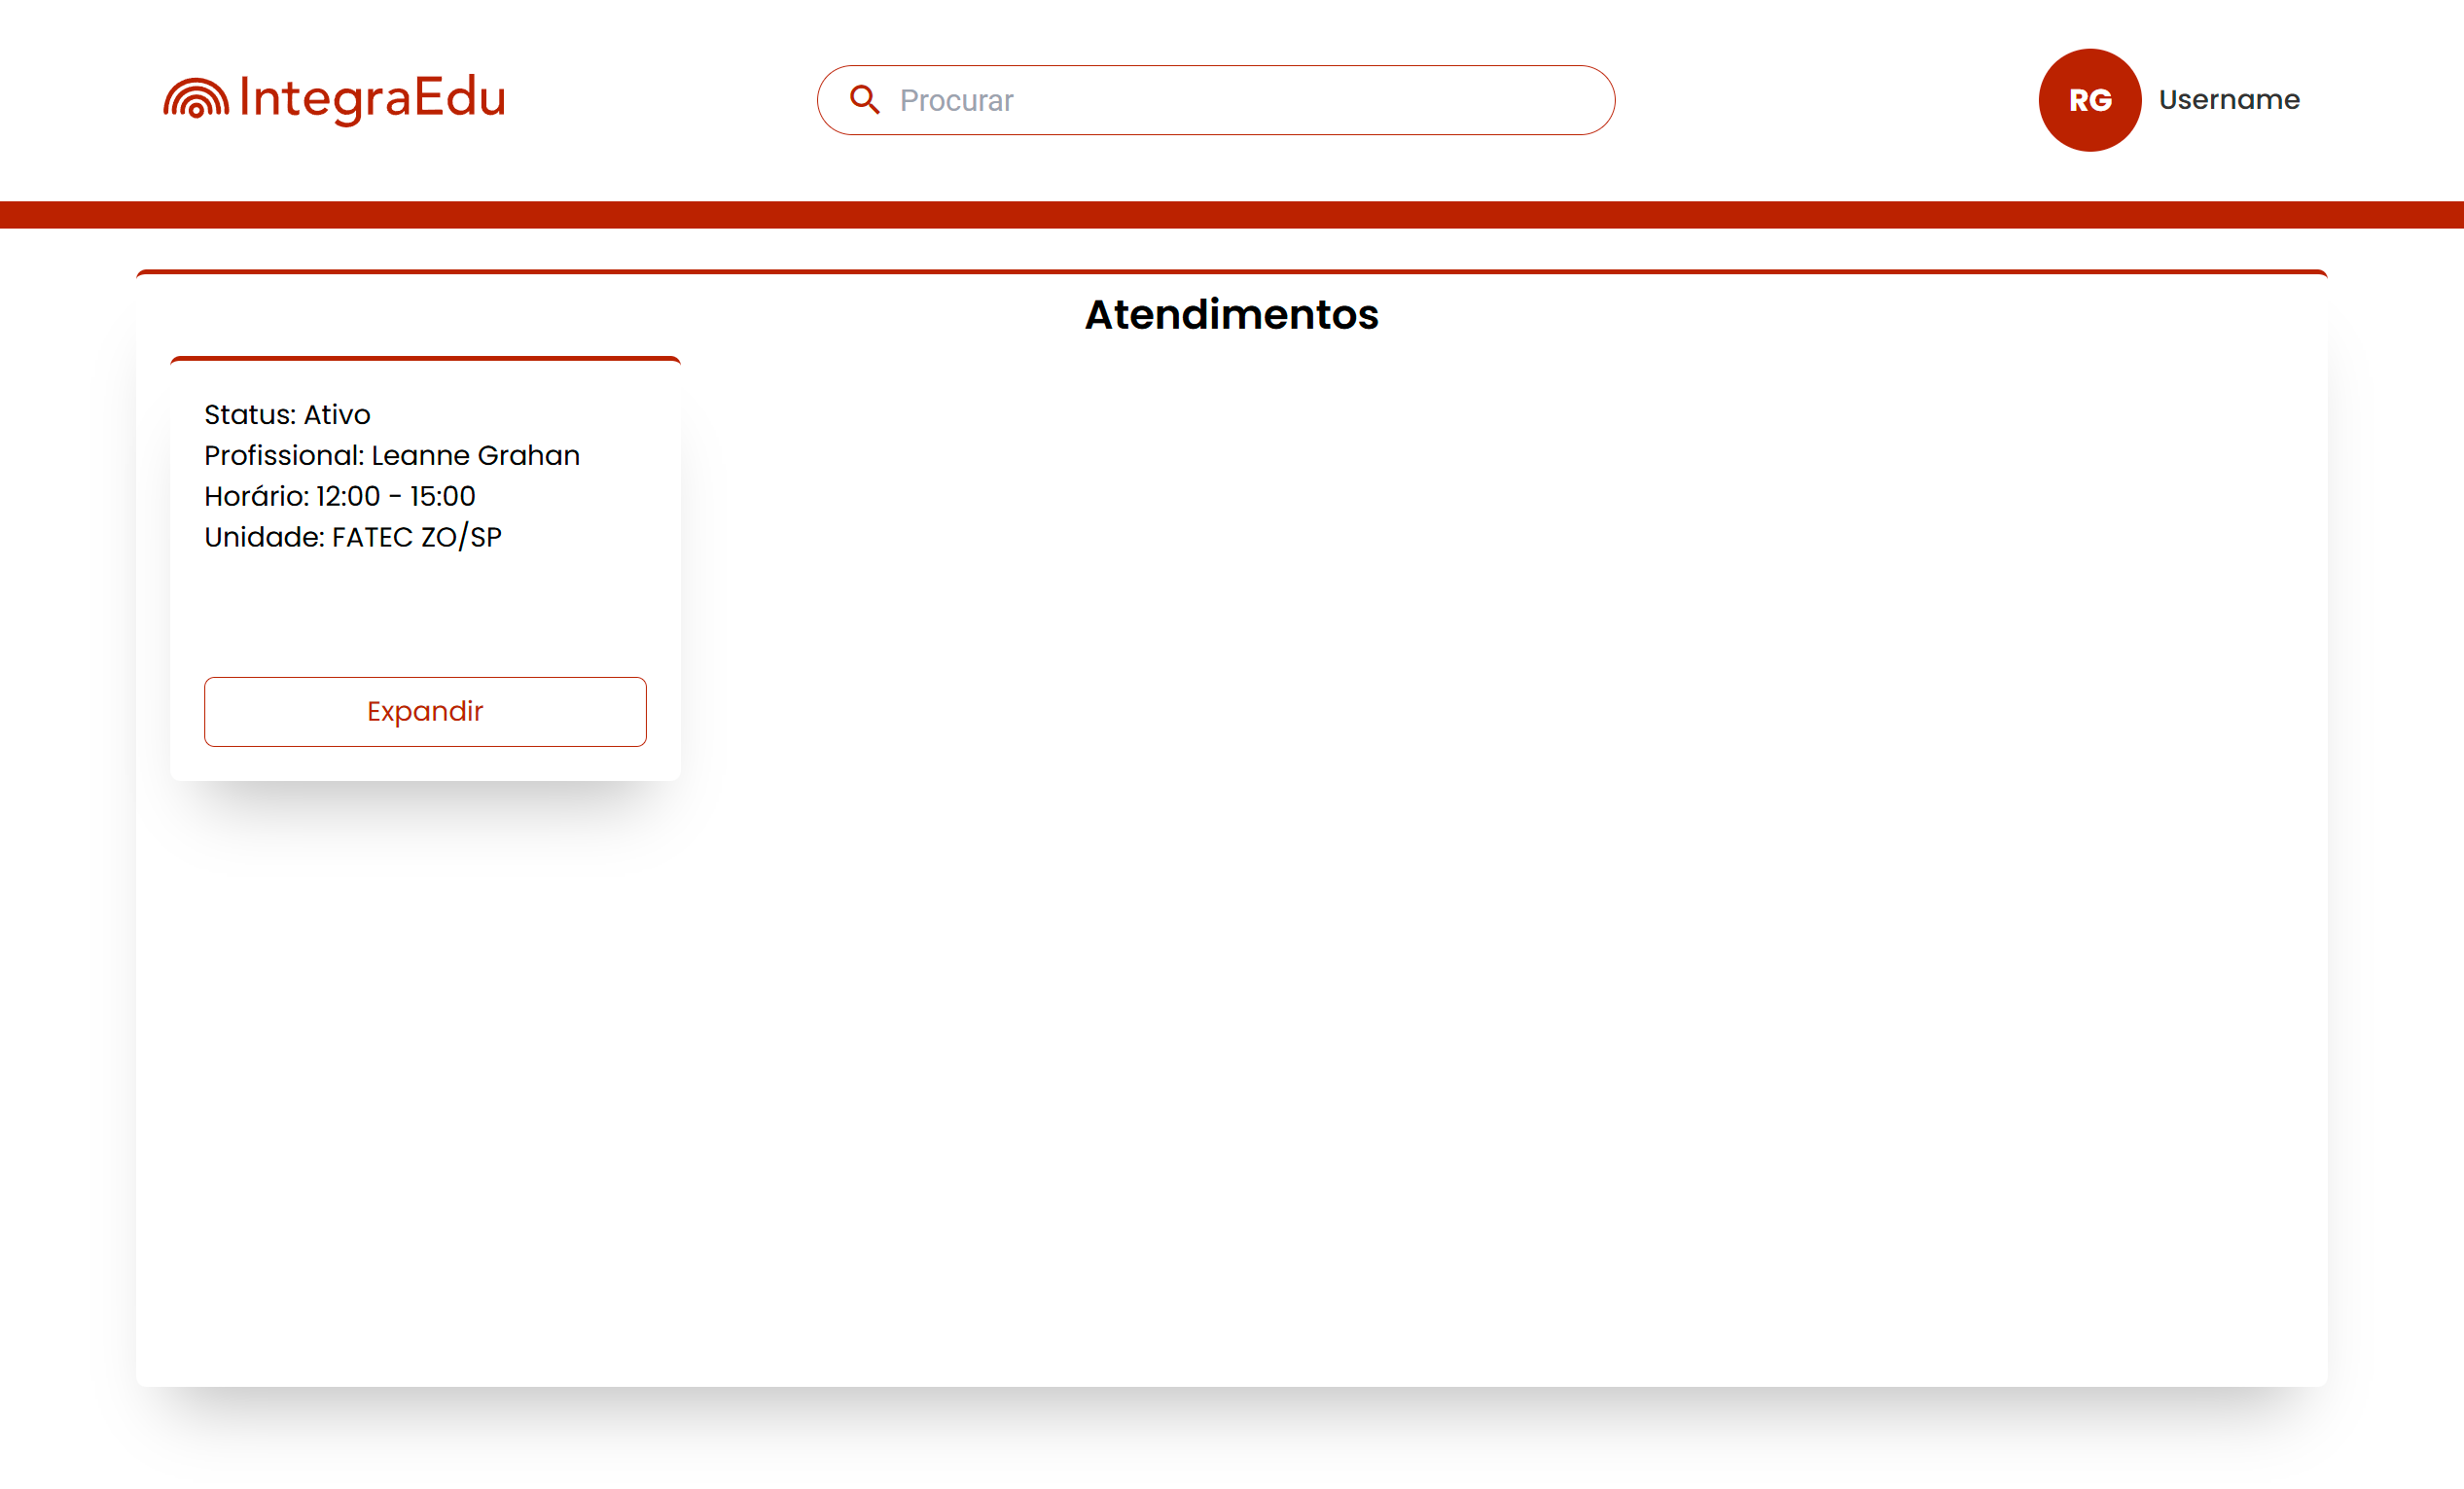 IntegraEdu
Procurar
RG
Username
Atendimentos
Status: Ativo
Profissional: Leanne Grahan
Horário: 12:00 - 15:00
Unidade: FATEC ZO/SP
Expandir